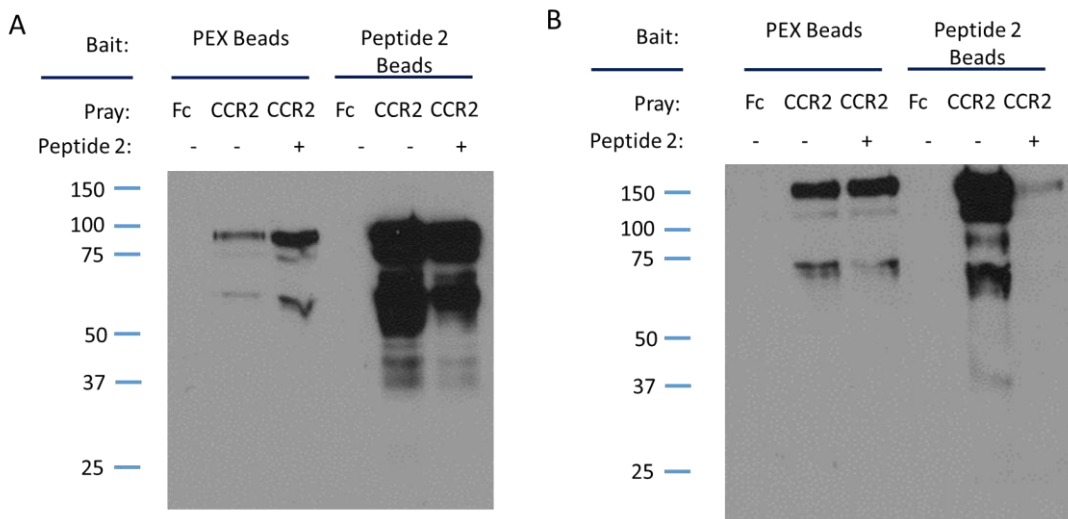 A
Bait:
PEX Beads
Peptide 2
Beads
Pray:
Fc
CCR2
CCR2
Fc
CCR2
CCR2
Peptide 2:
-
-
+
-
-
+
150
100
75
50
37
25
B
Bait:
PEX Beads
Peptide 2
Beads
Pray:
Fc
CCR2
CCR2
Fc
CCR2
CCR2
Peptide 2:
-
-
+
-
-
+
150
100
75
50
37
25